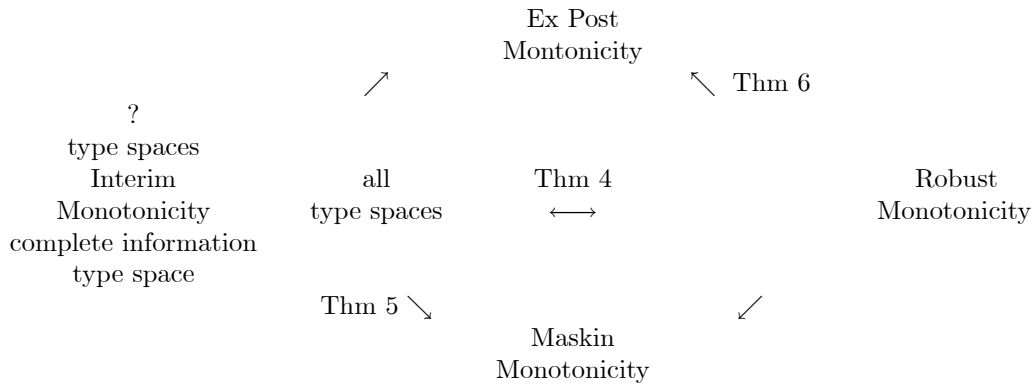 Ex Post
Montonicity
Thm 6
?
type spaces
Interim
Monotonicity
complete information
type space
all
type spaces
Thm 4
Robust
Monotonicity
Thm 5
Maskin
Monotonicity